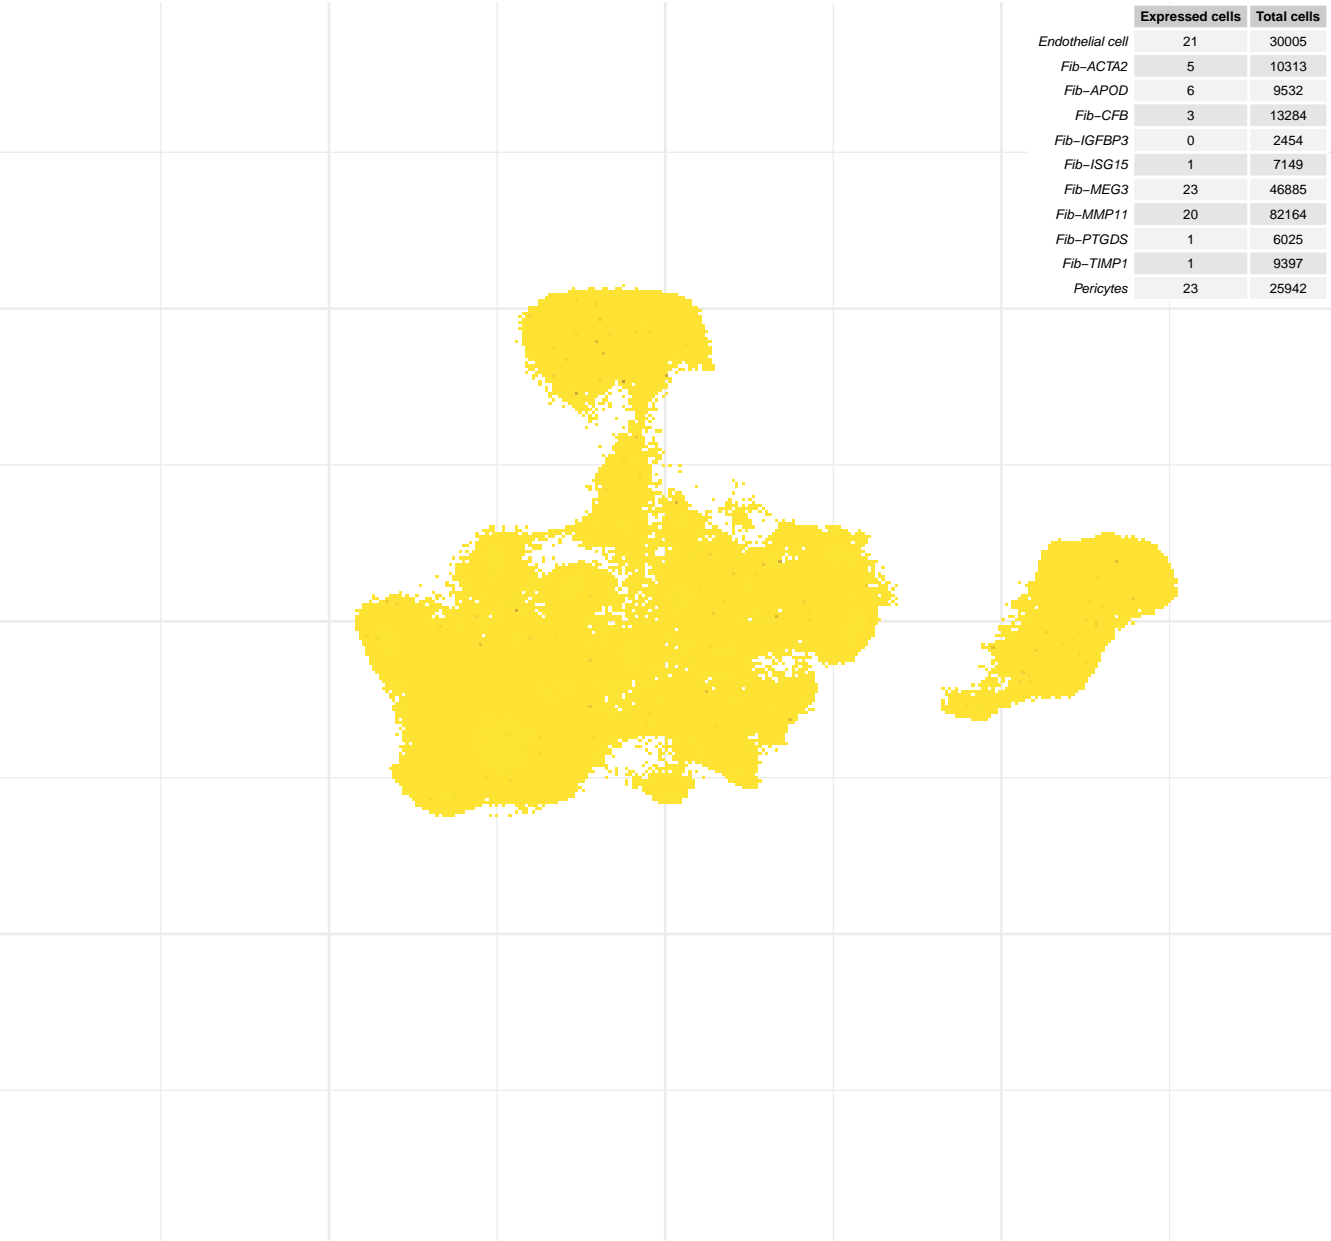 Expressed cells Total cells
Endothelial cell 21 30005
Fib−ACTA2 5 10313
Fib−APOD 6 9532
Fib−CFB 3 13284
Fib−IGFBP3 0 2454
Fib−ISG15 1 7149
Fib−MEG3 23 46885
Fib−MMP11 20 82164
Fib−PTGDS 1 6025
Fib−TIMP1 1 9397
Pericytes 23 25942